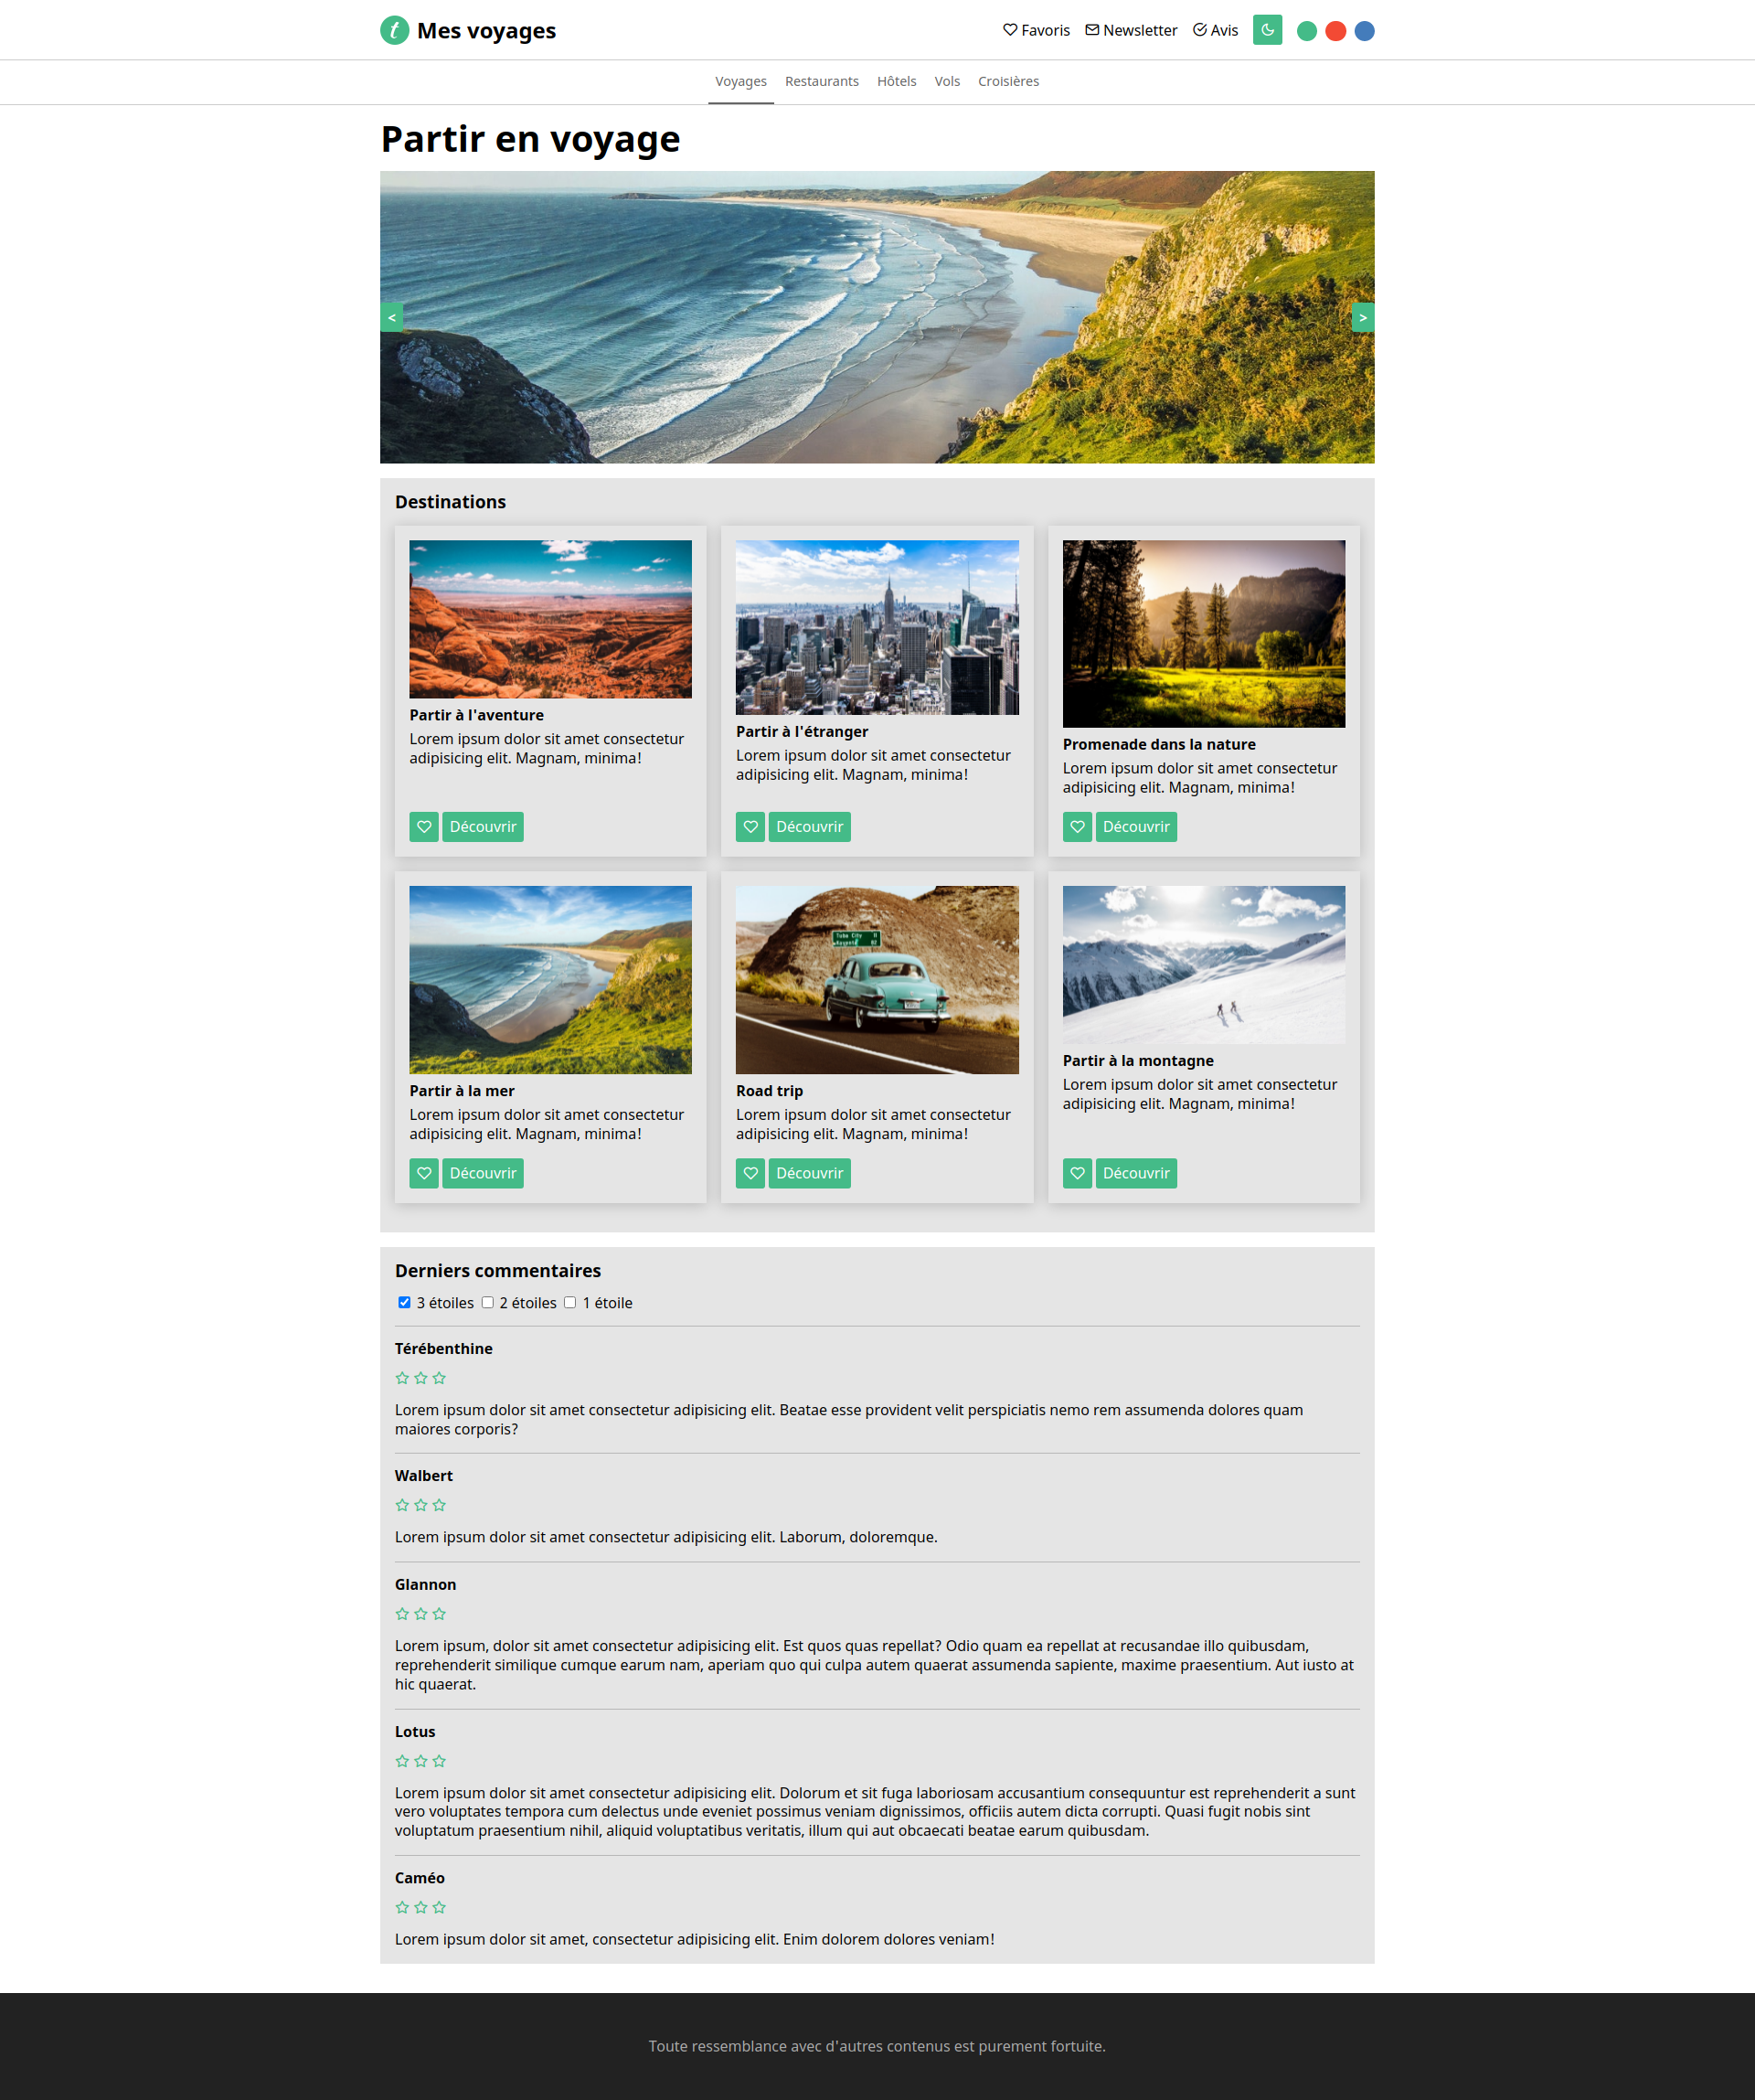 t Mes voyages
Favoris Newsletter Avis
Voyages Restaurants Hôtels Vols Croisières
Partir en voyage
< >
Destinations
Partir à l'aventure
Lorem ipsum dolor sit amet consectetur
adipisicing elit. Magnam, minima!
Découvrir
Partir à l'étranger
Lorem ipsum dolor sit amet consectetur
adipisicing elit. Magnam, minima!
Découvrir
Promenade dans la nature
Lorem ipsum dolor sit amet consectetur
adipisicing elit. Magnam, minima!
Découvrir
Partir à la mer
Lorem ipsum dolor sit amet consectetur
adipisicing elit. Magnam, minima!
Découvrir
Tuba City
Road trip
Lorem ipsum dolor sit amet consectetur
adipisicing elit. Magnam, minima!
Découvrir
Partir à la montagne
Lorem ipsum dolor sit amet consectetur
adipisicing elit. Magnam, minima!
Découvrir
Derniers commentaires
3 étoiles 2 étoiles 1 étoile
Térébenthine
Lorem ipsum dolor sit amet consectetur adipisicing elit. Beatae esse provident velit perspiciatis nemo rem assumenda dolores quam
maiores corporis?
Walbert
Lorem ipsum dolor sit amet consectetur adipisicing elit. Laborum, doloremque.
Glannon
Lorem ipsum, dolor sit amet consectetur adipisicing elit. Est quos quas repellat? Odio quam ea repellat at recusandae illo quibusdam,
reprehenderit similique cumque earum nam, aperiam quo qui culpa autem quaerat assumenda sapiente, maxime praesentium. Aut iusto at
hic quaerat.
Lotus
Lorem ipsum dolor sit amet consectetur adipisicing elit. Dolorum et sit fuga laboriosam accusantium consequuntur est reprehenderit a sunt
vero voluptates tempora cum delectus unde eveniet possimus veniam dignissimos, officiis autem dicta corrupti. Quasi fugit nobis sint
voluptatum praesentium nihil, aliquid voluptatibus veritatis, illum qui aut obcaecati beatae earum quibusdam.
Caméo
Lorem ipsum dolor sit amet, consectetur adipisicing elit. Enim dolorem dolores veniam!
Toute ressemblance avec d'autres contenus est purement fortuite.